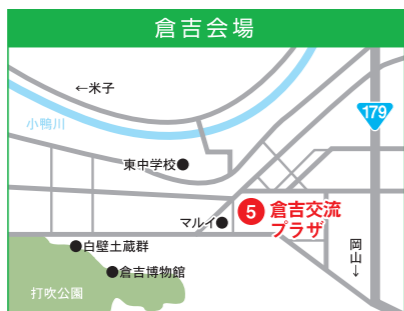 倉吉会場
←米子
小鴨川
179
東中学校●
5 倉吉交流
プラザ
マルイ●
●白壁土蔵群
岡山↓
●倉吉博物館
打吹公園